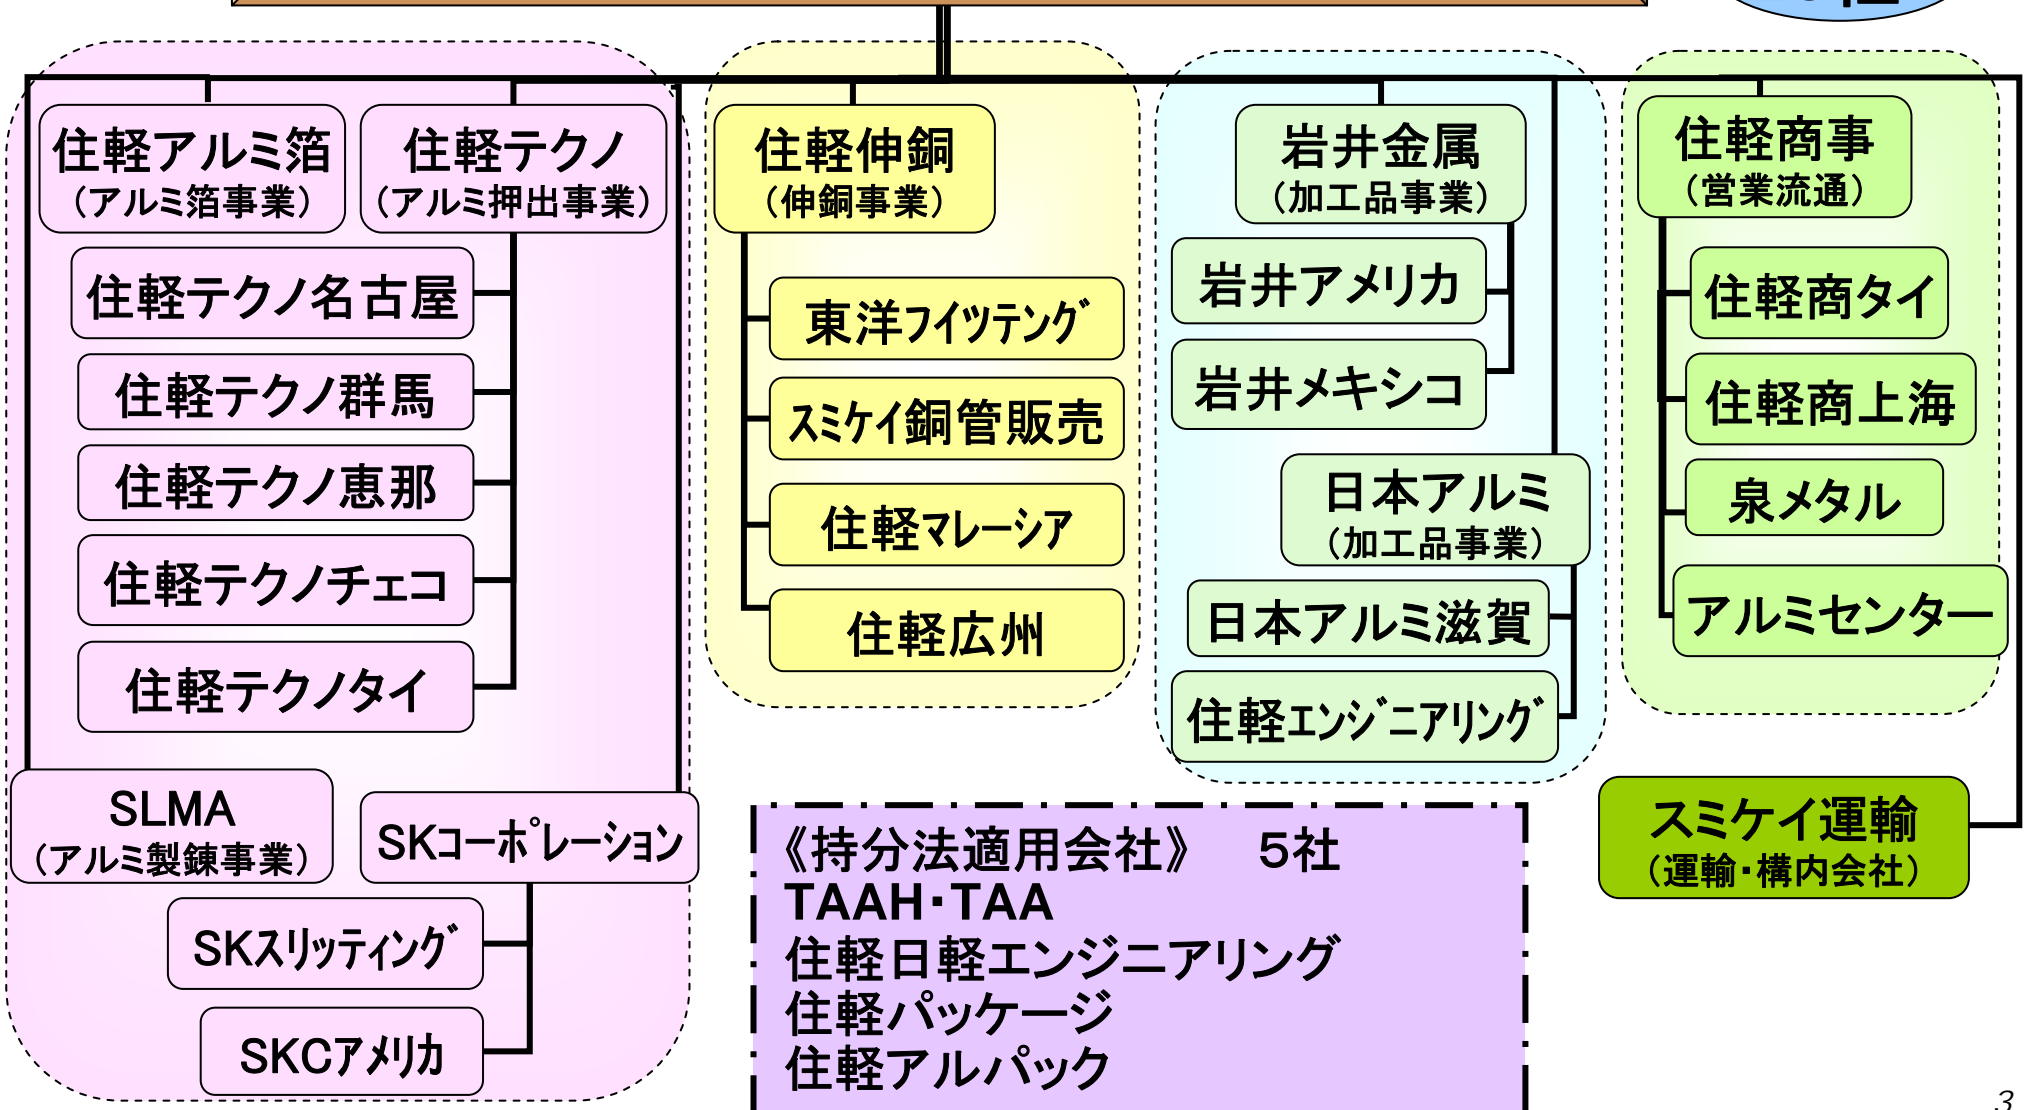 住軽アルミ箔
（アルミ箔事業）
住軽テクノ
（アルミ押出事業）
住軽テクノ名古屋
住軽テクノ群馬
住軽テクノ恵那
住軽テクノチェコ
住軽テクノタイ
SLMA
（アルミ製錬事業）
SKｺｰﾎﾟﾚｰｼｮﾝ
SKｽﾘｯﾃｨﾝｸﾞ
SKCｱﾒﾘｶ
住軽伸銅
（伸銅事業）
東洋ﾌｲﾂﾃﾝｸﾞ
ｽﾐｹｲ銅管販売
住軽ﾏﾚｰｼｱ
住軽広州
岩井金属
（加工品事業）
岩井アメリカ
岩井メキシコ
日本アルミ
（加工品事業）
日本アルミ滋賀
住軽ｴﾝｼﾞﾆｱﾘﾝｸﾞ
住軽商事
（営業流通）
住軽商タイ
住軽商上海
泉メタル
アルミセンター
スミケイ運輸
（運輸・構内会社）
《持分法適用会社》　5社
TAAH・TAA
住軽日軽エンジニアリング
住軽パッケージ
住軽アルパック
3